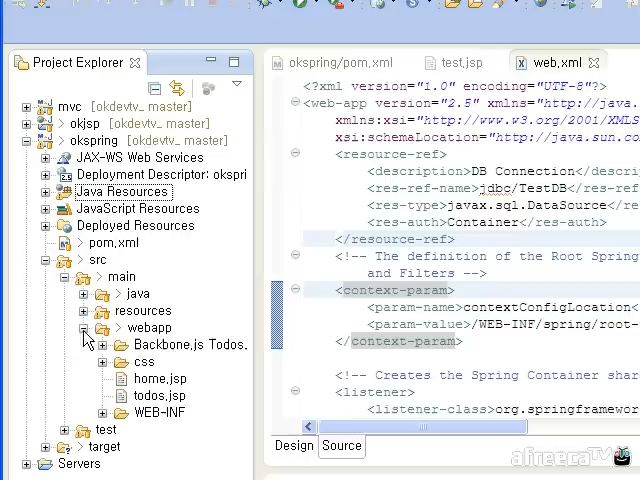 Project Explorer
mvc [okdevtv_ master]
> okjsp [okdevtv_ master]
okspring [okdevtv_ master]
JAX-WS Web Services
Deployment Descriptor: okspri
Java Resources
JavaScript Resources
Deployed Resources
> pom.xml
> src
> main
> java
resources
> webapp
Backbone.js Todos.
css
home.jsp
todos.jsp
WEB-INF
test
> target
Servers
okspring/pom.xml test.jsp web.xml
<?xml version="1.0" encoding="UTF-8"?>
<web-app version="2.5" xmlns="http://java.
xmlns:xsi="http://www.w3.org/2001/XMLS
xsi:schemaLocation="http://java.sun.co
<resource-ref>
<description>DB Connection</descri
<res-ref-name>jdbc/TestDB</res-ref
<res-type>javax.sql.DataSource</re
<res-auth>Container</res-auth>
</resource-ref>
<!-- The definition of the Root Spring
and Filters -->
<context-param>
<param-name>contextConfigLocation<
<param-value>/WEB-INF/spring/root-
</context-param>
<!-- Creates the Spring Container shar
<listener>
<listener-class>org.springframewor
Design Source
afreecaTV